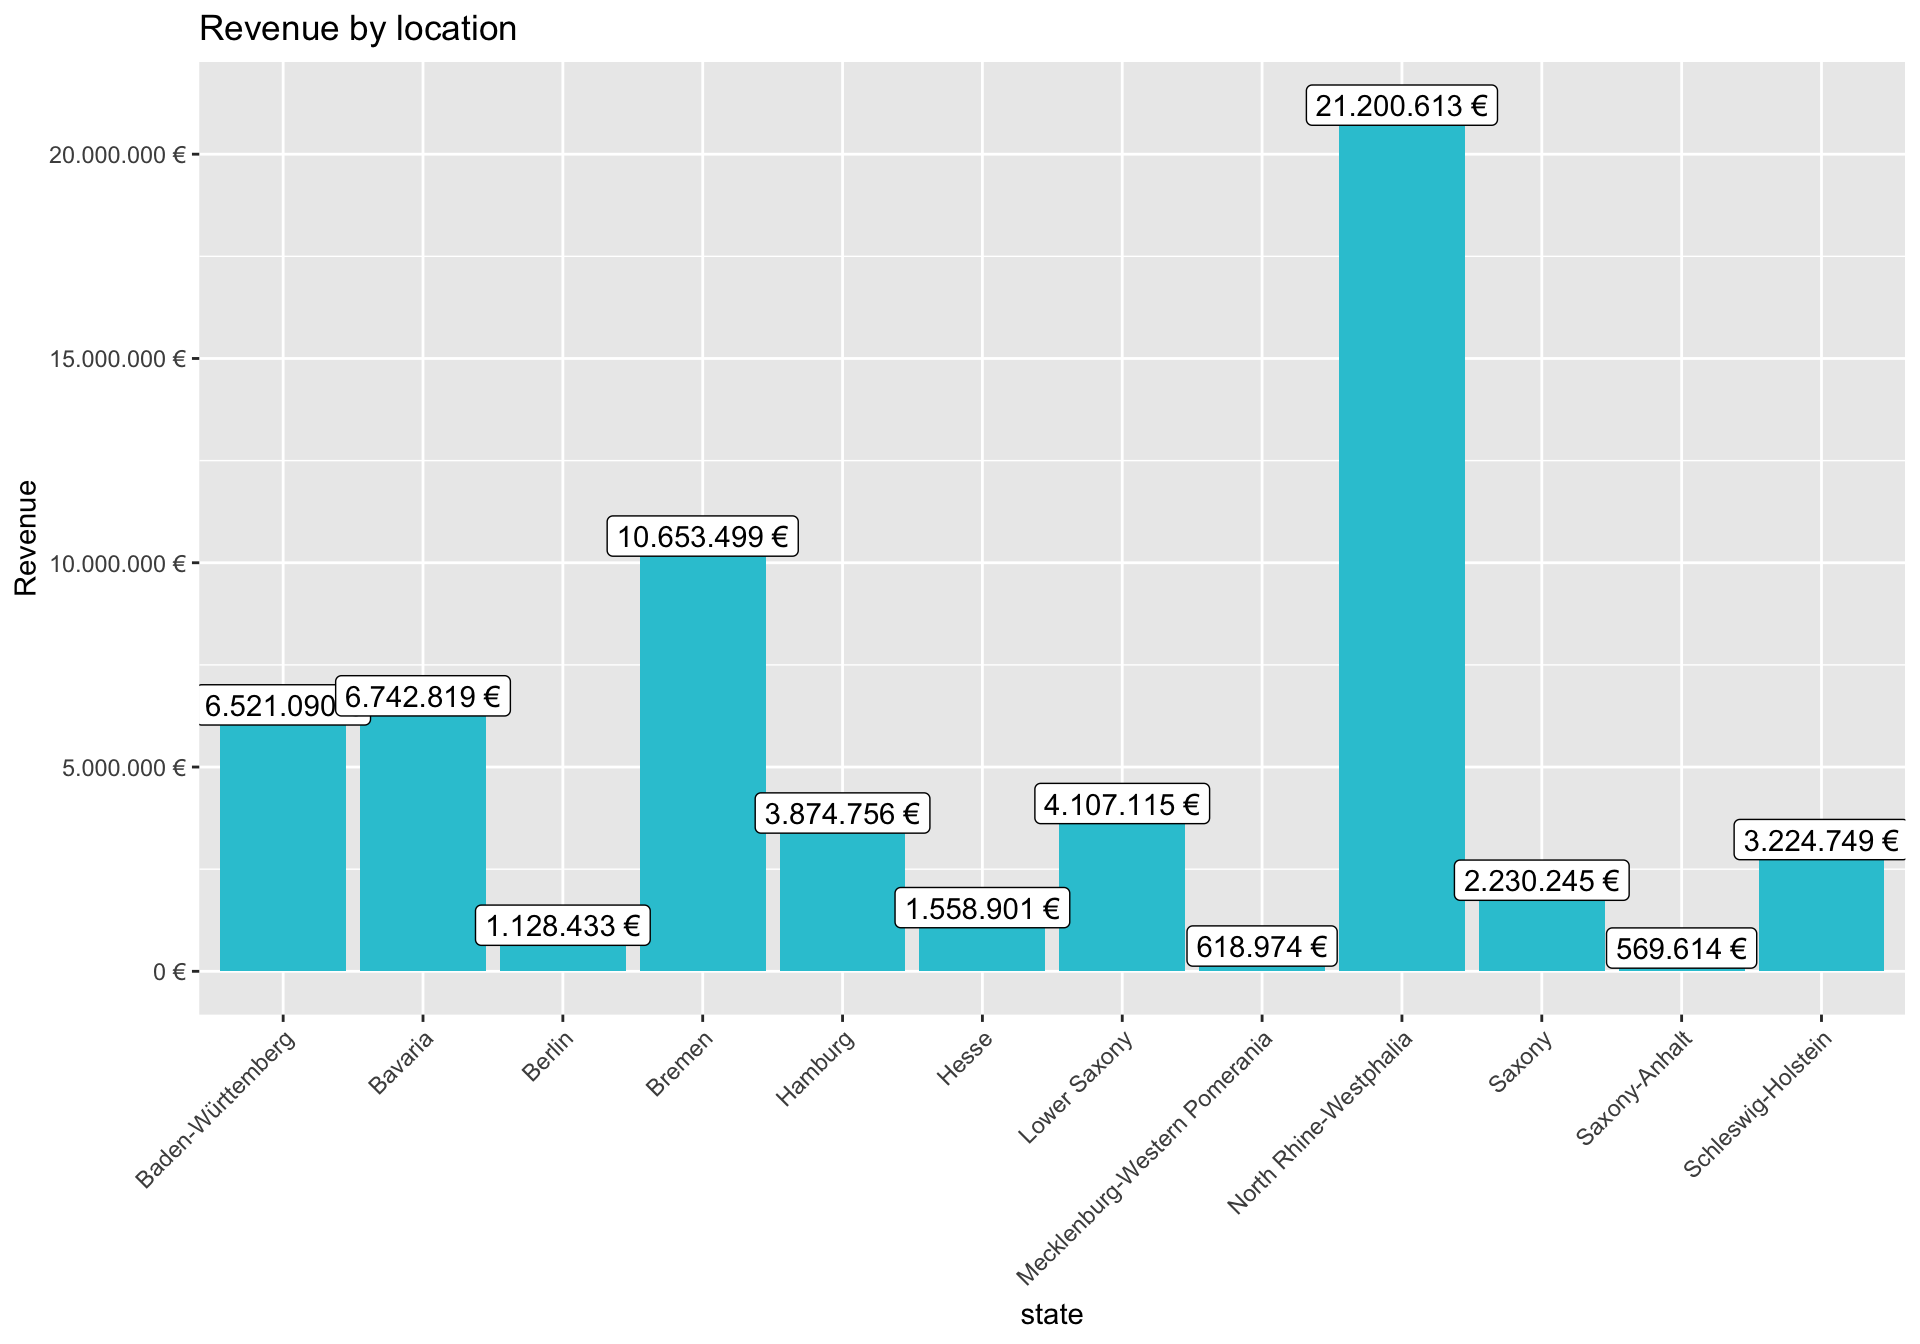 Revenue by location
Revenue
20.000.000 €
15.000.000 €
10.000.000 €
5.000.000 €
0 €
6.521.090
6.742.819 €
1.128.433 €
10.653.499 €
3.874.756 €
1.558.901 €
4.107.115 €
618.974 €
21.200.613 €
2.230.245 €
569.614 €
3.224.749 €
Baden-Württemberg
Bavaria
Berlin
Bremen
Hamburg
Hesse
Lower Saxony
Mecklenburg-Western Pomerania
North Rhine-Westphalia
Saxony
Saxony-Anhalt
Schleswig-Holstein
state